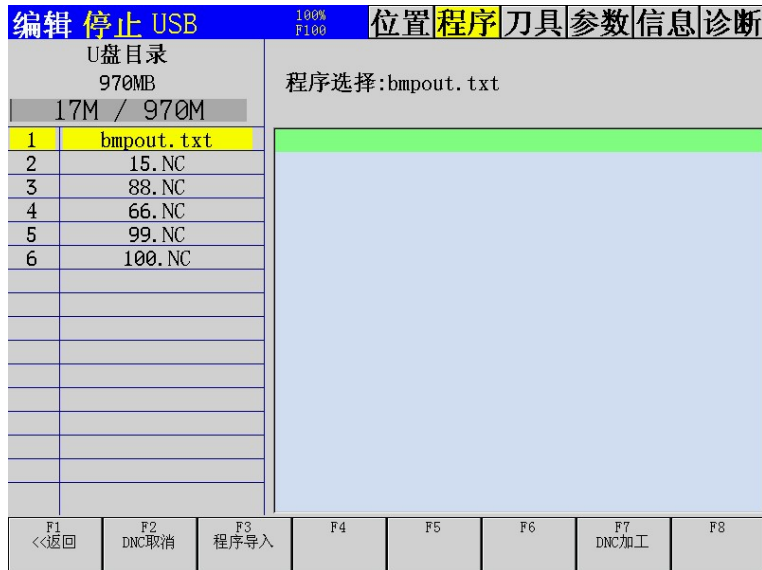 编辑 停止 USB 100% 位置 程序 刀具 参数 信息 诊断
F100
U盘目录
970MB
17M / 970M
程序选择:bmpout.txt
1 bmpout.txt
2 15.NC
3 88.NC
4 66.NC
5 99.NC
6 100.NC
F1 F2 F3 F4 F5 F6 F7 F8
<<返回 DNC取消 程序导入 DNC加工